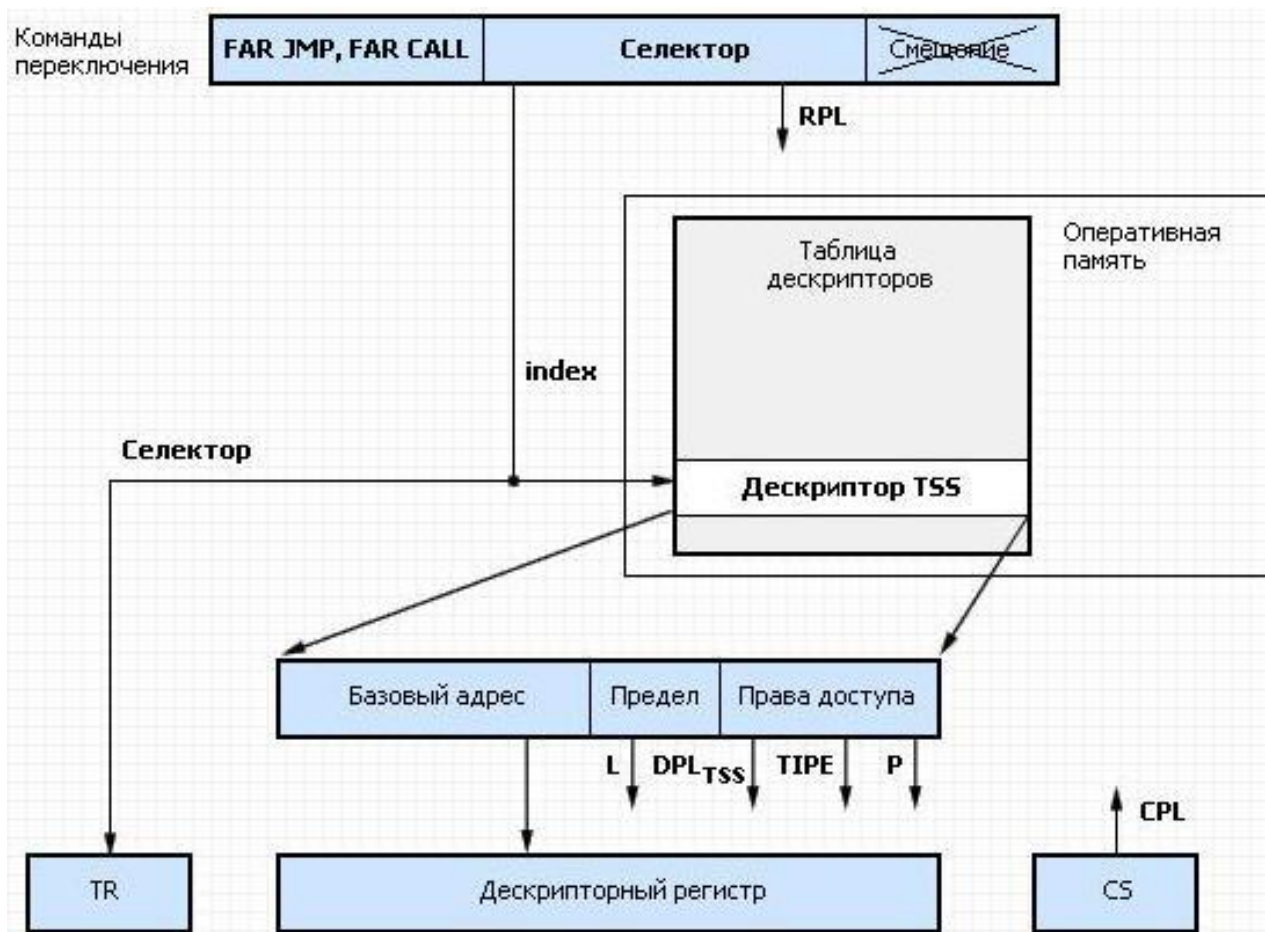 Команды
переключения
FAR JMP, FAR CALL
Селектор
Смещение
RPL
Таблица
дескрипторов
Оперативная
память
index
Селектор
Дескриптор TSS
Базовый адрес
Предел
Права доступа
L
DPLTSS
TIPE
P
CPL
TR
Дескрипторный регистр
CS